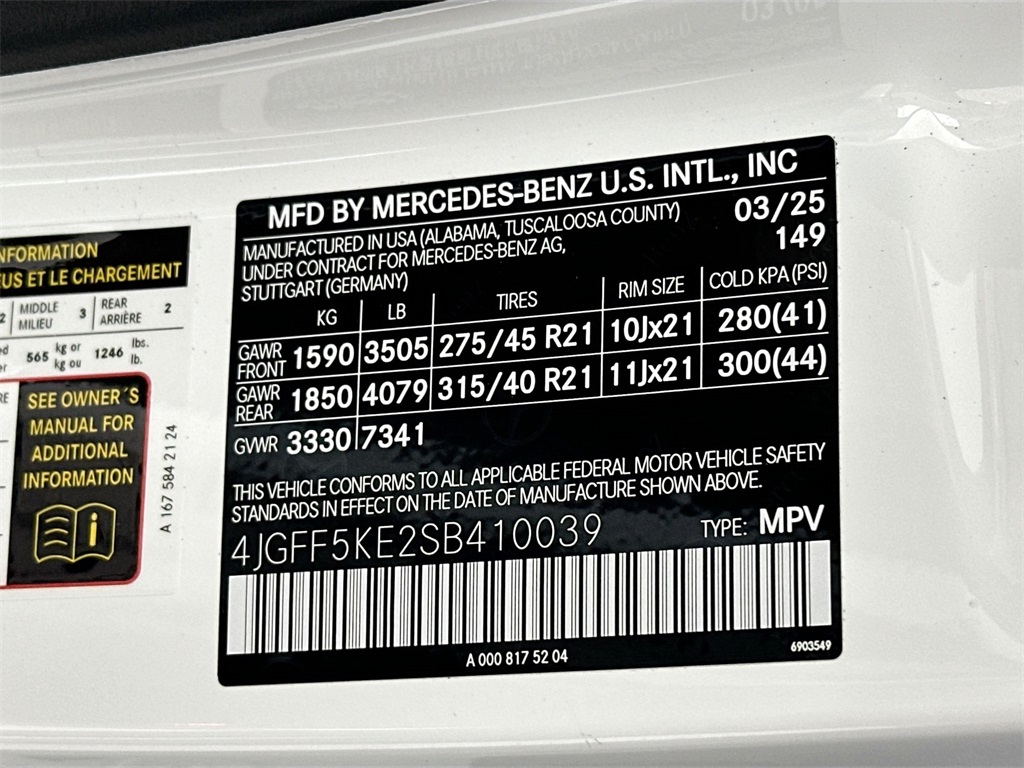 MFD BY MERCEDES-BENZ U.S. INTL., INC
MANUFACTURED IN USA (ALABAMA, TUSCALOOSA COUNTY) 03/25
UNDER CONTRACT FOR MERCEDES-BENZ AG, 149
STUTTGART (GERMANY)
KG LB TIRES RIM SIZE COLD KPA (PSI)
GAWR FRONT 1590 3505 275/45 R21 10Jx21 280(41)
GAWR REAR 1850 4079 315/40 R21 11Jx21 300(44)
GVWR 3330 7341
THIS VEHICLE CONFORMS TO ALL APPLICABLE FEDERAL MOTOR VEHICLE SAFETY
STANDARDS IN EFFECT ON THE DATE OF MANUFACTURE SHOWN ABOVE.
4JGFF5KE2SB410039 TYPE: MPV
A 000 817 52 04
6903549
ET LE CHARGEMENT
2 MIDDLE MILIEU 3 REAR ARRIÈRE 2
565 kg or kg ou 1246 lbs. lb.
SEE OWNER´S
MANUAL FOR
ADDITIONAL
INFORMATION
A 167 584 21 24